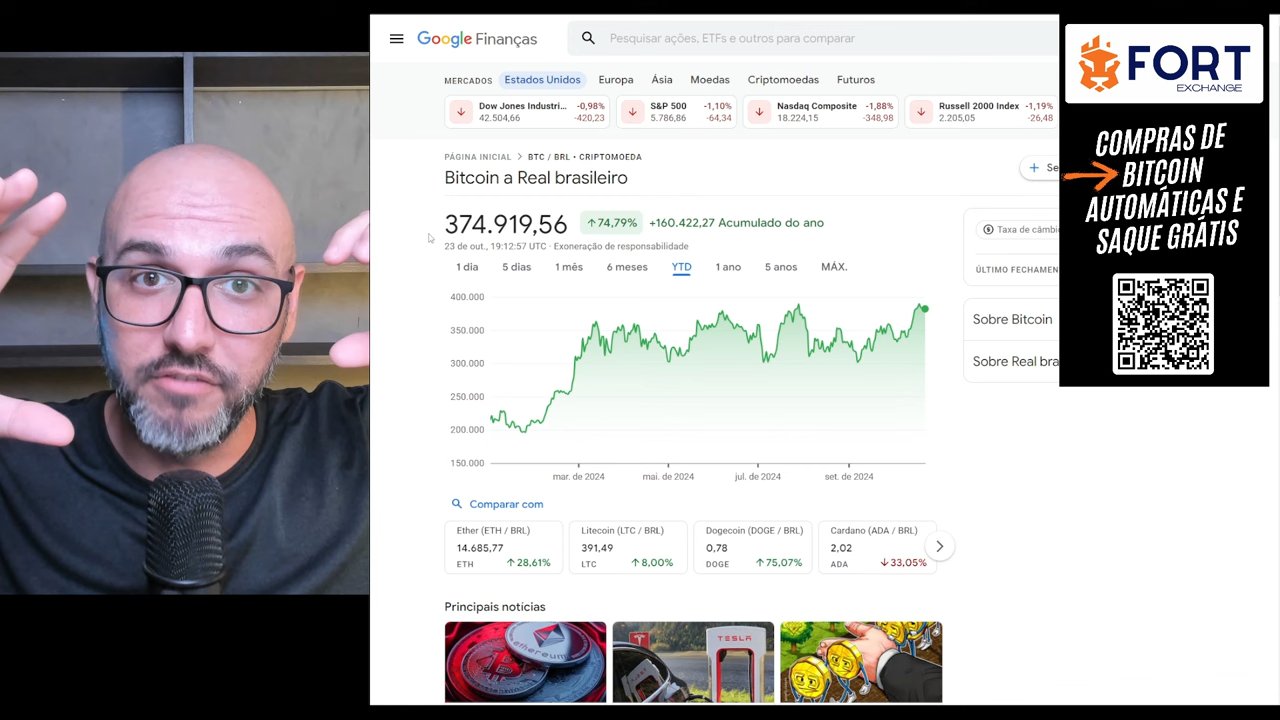 Google Finanças
Pesquisar ações, ETFs e outros para comparar
MERCADOS
Estados Unidos
Europa
Ásia
Moedas
Criptomoedas
Futuros
Dow Jones Industri... -0,98%
42.504,66 -420,23
S&P 500 -1,10%
5.786,86 -64,34
Nasdaq Composite -1,88%
18.224,15 -348,98
Russell 2000 Index -1,19%
2.205,05 -26,48
PÁGINA INICIAL > BTC / BRL • CRIPTOMOEDA
Bitcoin a Real brasileiro
+ Se
374.919,56 ↑ 74,79% +160.422,27 Acumulado do ano
23 de out., 19:12:57 UTC · Exoneração de responsabilidade
1 dia 5 dias 1 mês 6 meses YTD 1 ano 5 anos MÁX.
400.000
350.000
300.000
250.000
200.000
150.000
mar. de 2024 mai. de 2024 jul. de 2024 set. de 2024
Taxa de câmbi
ÚLTIMO FECHAMEN
Sobre Bitcoin
Sobre Real bra
Comparar com
Ether (ETH / BRL)
14.685,77
ETH ↑ 28,61%
Litecoin (LTC / BRL)
391,49
LTC ↑ 8,00%
Dogecoin (DOGE / BRL)
0,78
DOGE ↑ 75,07%
Cardano (ADA / BRL)
2,02
ADA ↓ 33,05%
Principais notícias
ethereum
TESLA
FORT
EXCHANGE
COMPRAS DE
BITCOIN
AUTOMÁTICAS E
SAQUE GRÁTIS